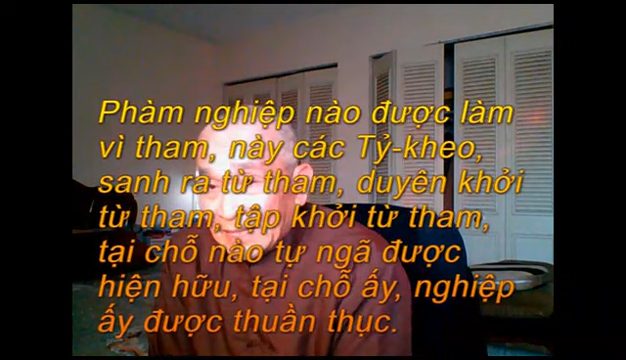 Phàm nghiệp nào được làm
vì tham, này các Tỷ-kheo,
sanh ra từ tham, duyên khởi
từ tham, tập khởi từ tham,
tại chỗ nào tự ngã được
hiện hữu, tại chỗ ấy, nghiệp
ấy được thuần thục.